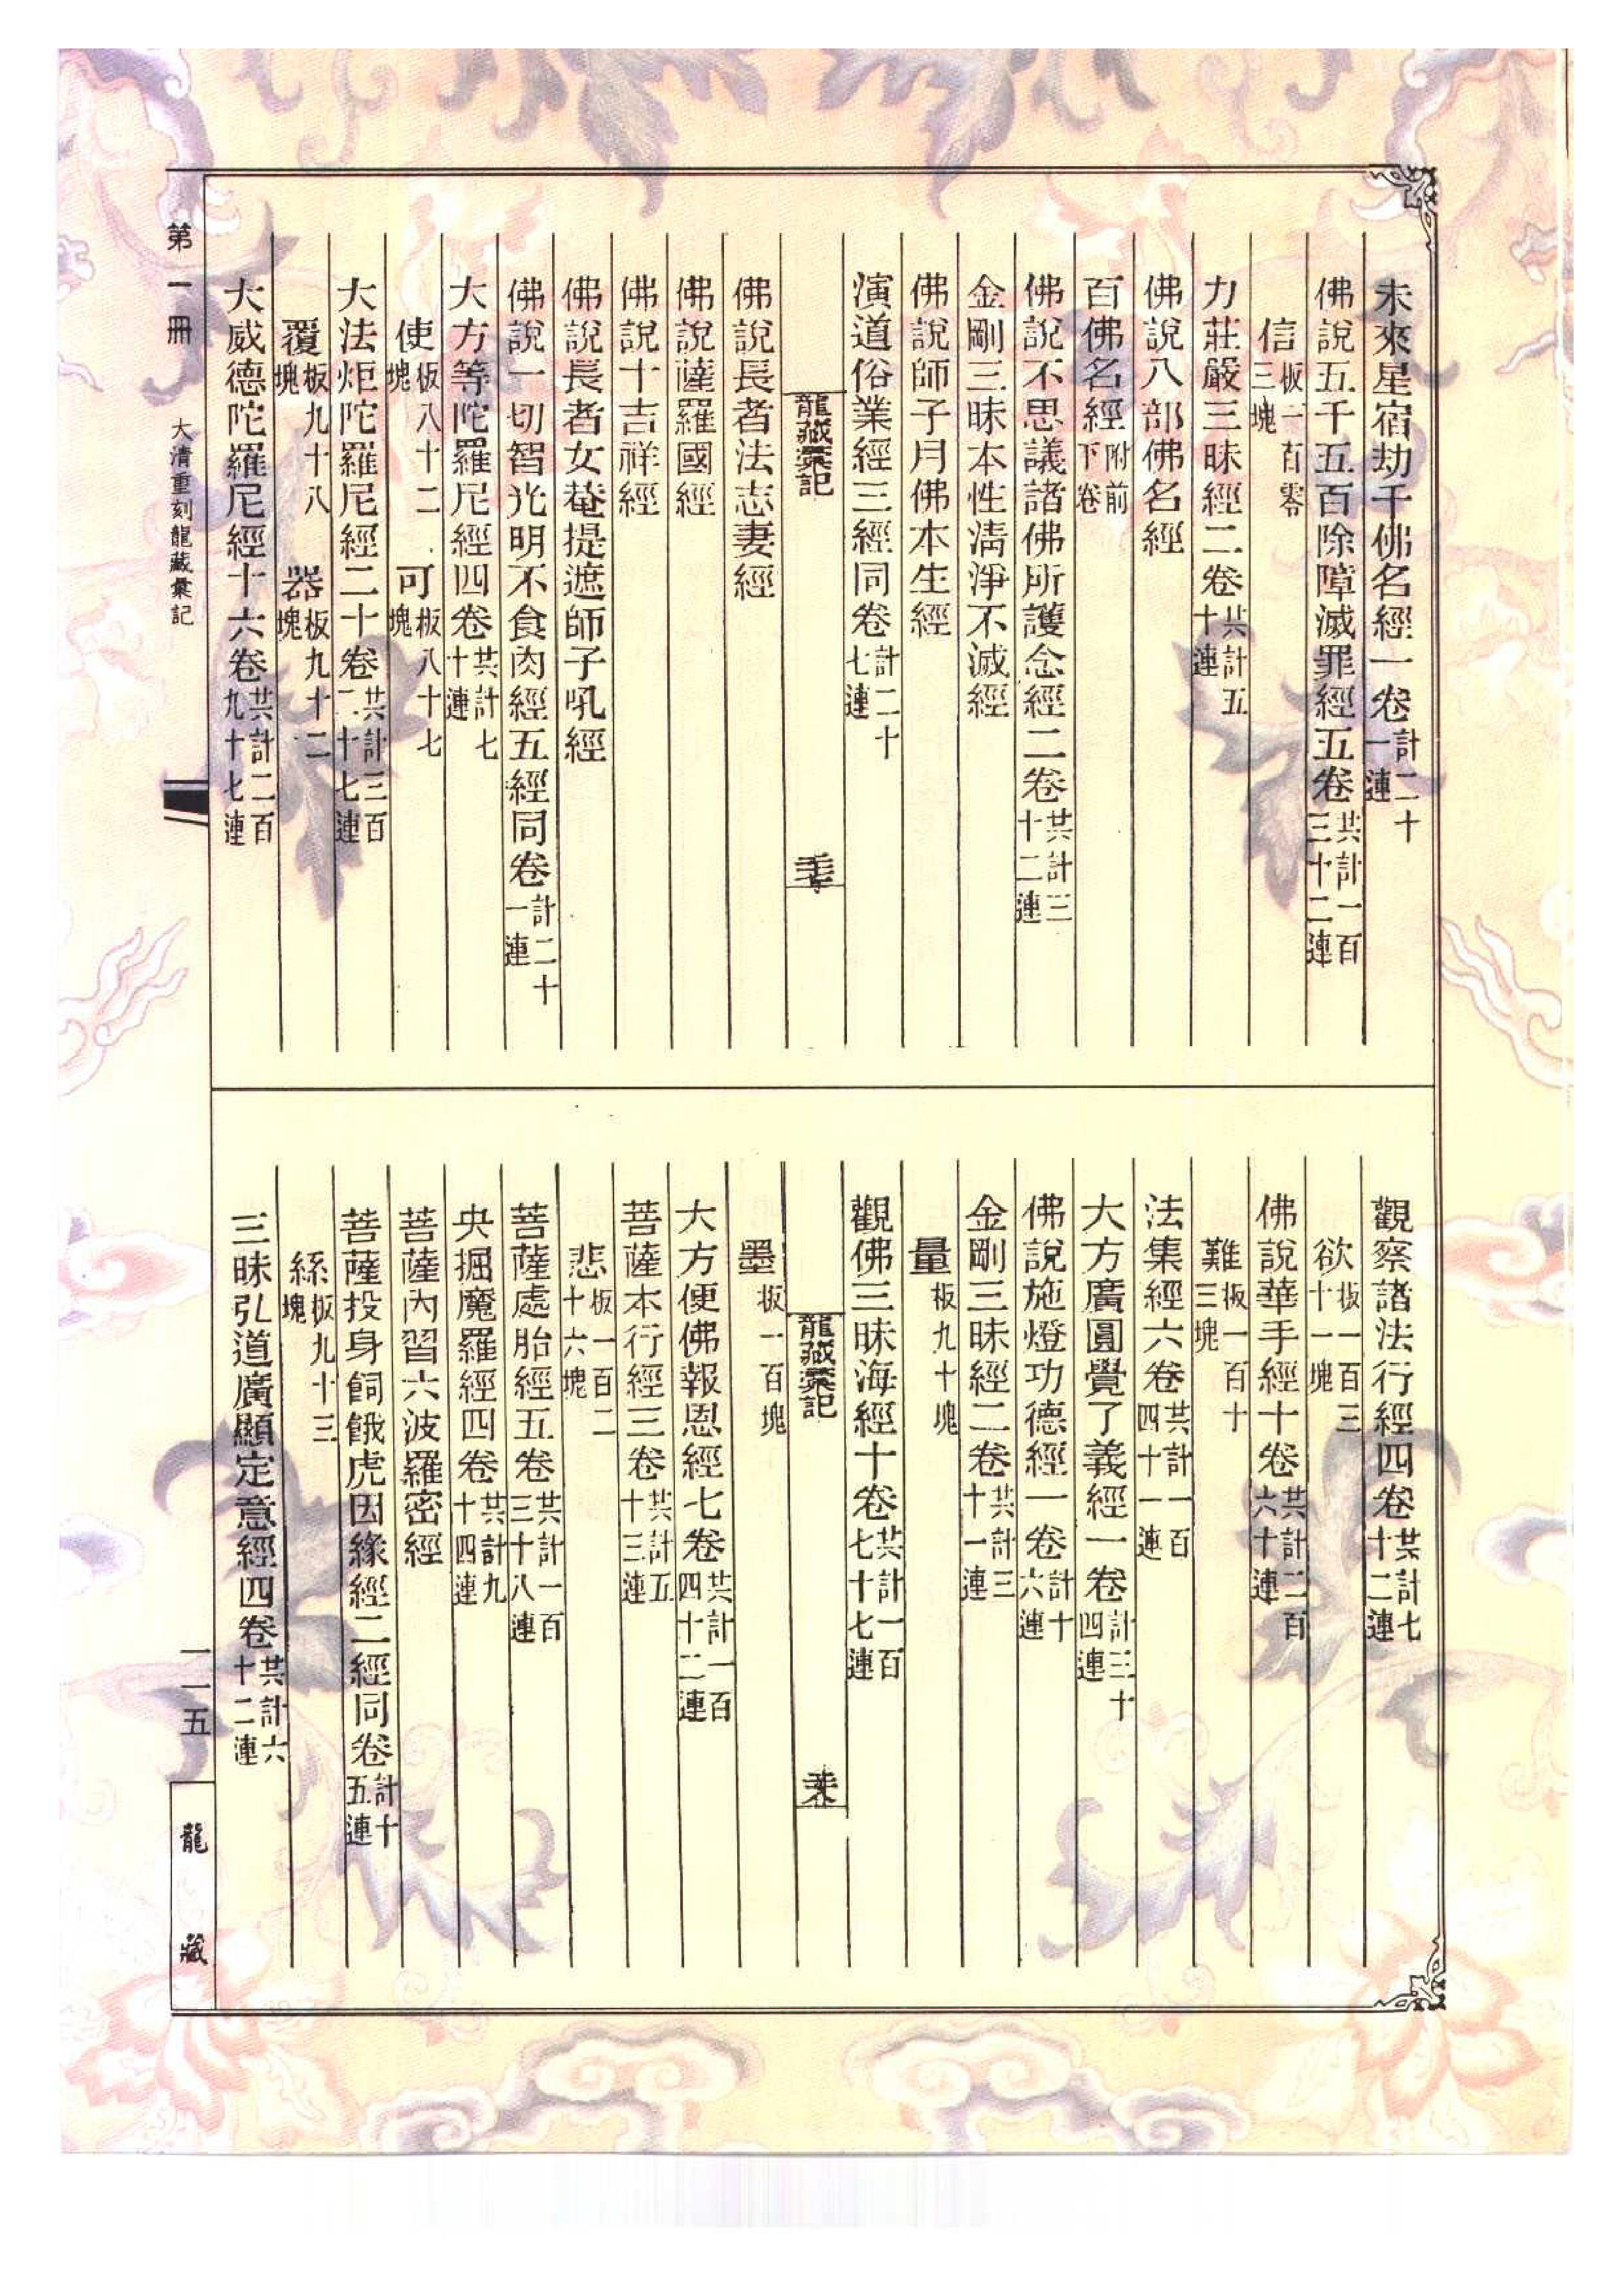 未來星宿劫千佛名經一卷計二十一連
佛說五千五百除障滅罪經五卷共計一百三十二連
信板一百零三塊
力莊嚴三昧經二卷共計五十連
佛說八部佛名經
百佛名經附前下卷
佛說不思議諸佛所護念經二卷共計三十二連
金剛三昧本性淸淨不滅經
佛說師子月佛本生經
演道俗業經三經同卷計二十七連
龍藏彙記
佛說長者法志妻經
佛說薩羅國經
佛說十吉祥經
佛說長者女菴提遮師子吼經
佛說一切智光明不食肉經五經同卷計二十一連
大方等陀羅尼經四卷共計七十連
使板八十二塊 可板八十七塊
大法炬陀羅尼經二十卷共計三百二十七連
覆板九十八塊 器板九十二塊
大威德陀羅尼經十六卷共計二百九十七連
觀察諸法行經四卷共計七十二連
欲板一百三十一塊
佛說華手經十卷共計二百六十連
難板一百十三塊
法集經六卷共計一百四十一連
大方廣圓覺了義經一卷計三十四連
佛說施燈功德經一卷計十六連
金剛三昧經二卷共計三十一連
量板九十塊
觀佛三昧海經十卷共計一百七十七連
龍藏彙記
墨板一百塊
大方便佛報恩經七卷共計一百四十二連
菩薩本行經三卷共計五十三連
悲板一百二十六塊
菩薩處胎經五卷共計一百三十八連
央掘魔羅經四卷共計九十四連
菩薩內習六波羅密經
菩薩投身飼餓虎因緣經二經同卷計十五連
絲板九十三塊
三昧弘道廣顯定意經四卷共計六十二連
第一冊
大清重刻龍藏彙記
一一五
龍藏